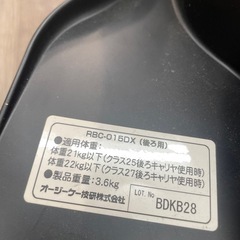 RBC-015DX（後ろ用）
●適用体重：
体重21kg以下（クラス25後ろキャリヤ使用時）
体重22kg以下（クラス27後ろキャリヤ使用時）
●製品重量：3.6kg
オージーケー技研株式会社
LOT No.
BDKB28